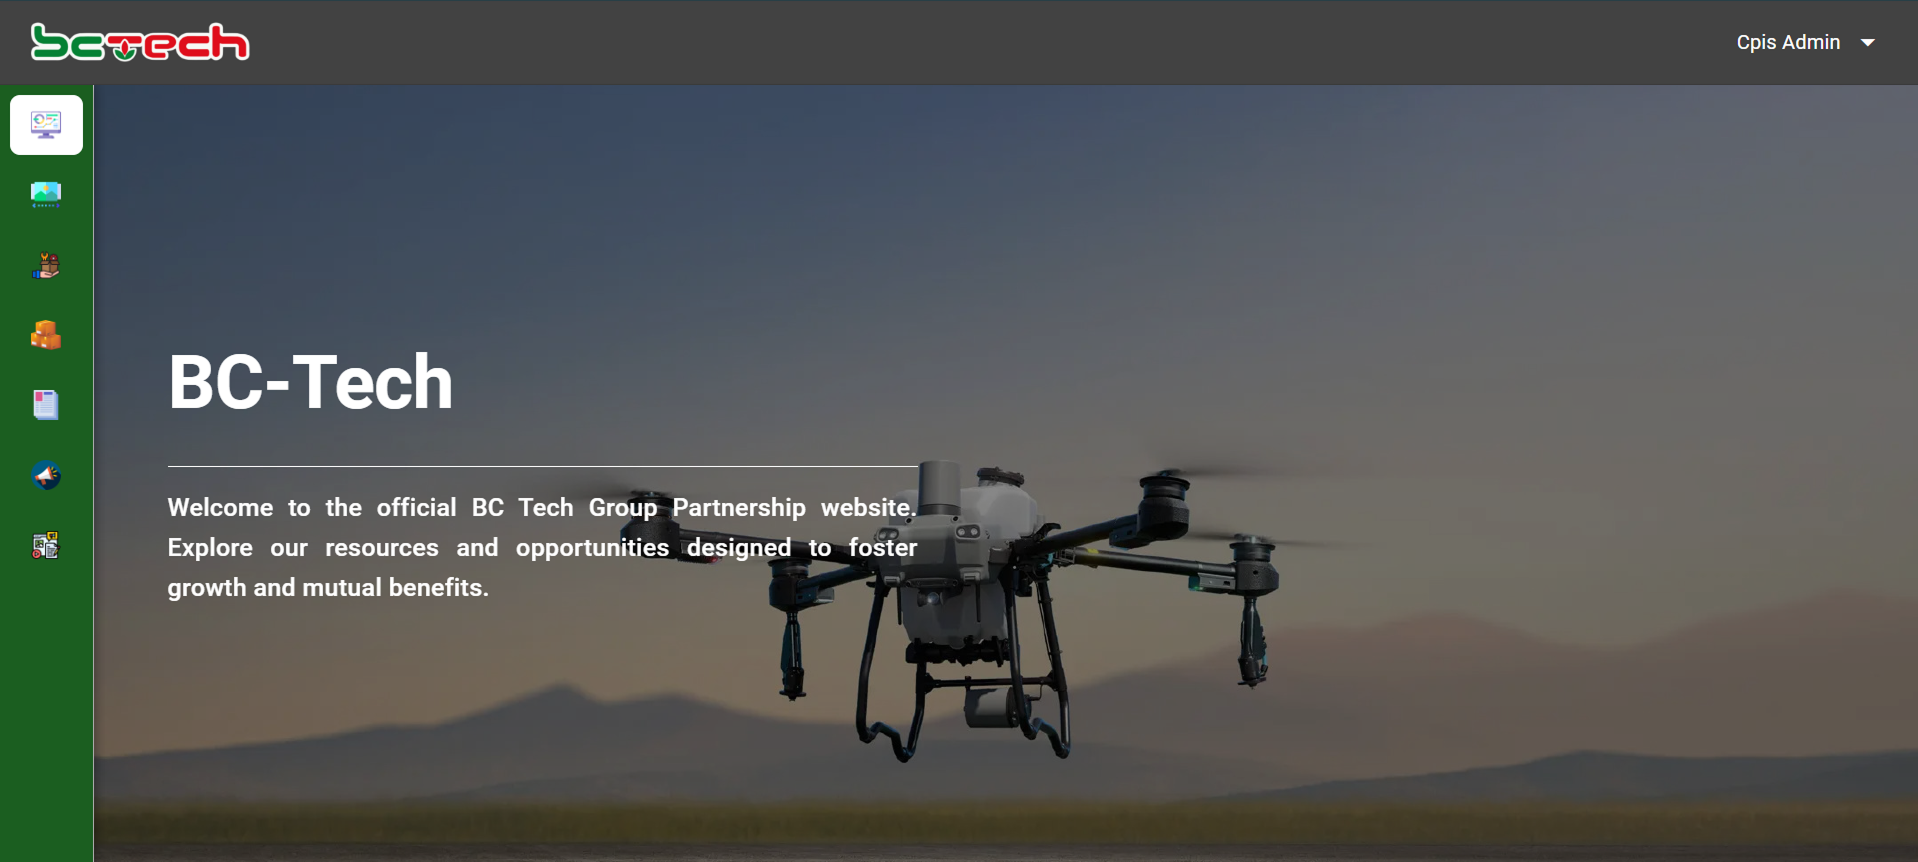 bctech
Cpis Admin
BC-Tech
Welcome to the official BC Tech Group Partnership website.
Explore our resources and opportunities designed to foster
growth and mutual benefits.